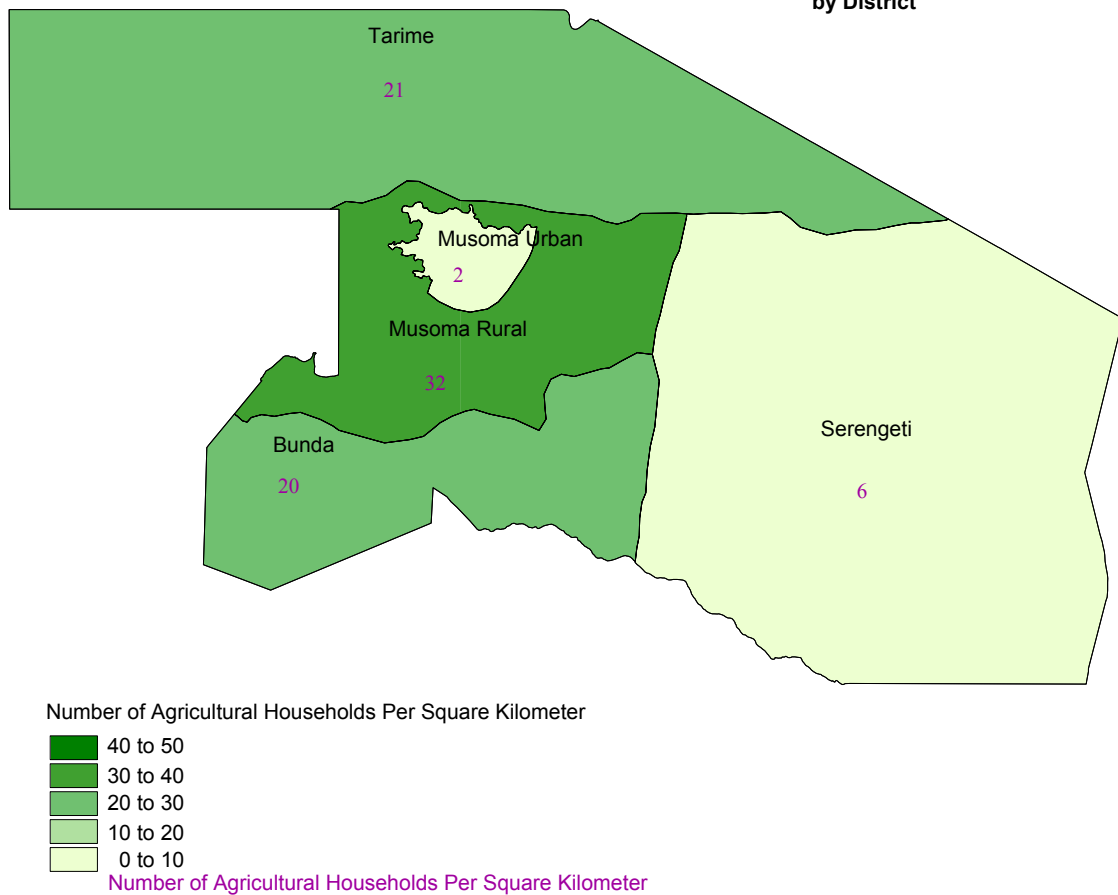 by District
Tarime
21
Musoma Urban
2
Musoma Rural
32
Bunda
20
Serengeti
6
Number of Agricultural Households Per Square Kilometer
40 to 50
30 to 40
20 to 30
10 to 20
0 to 10
Number of Agricultural Households Per Square Kilometer